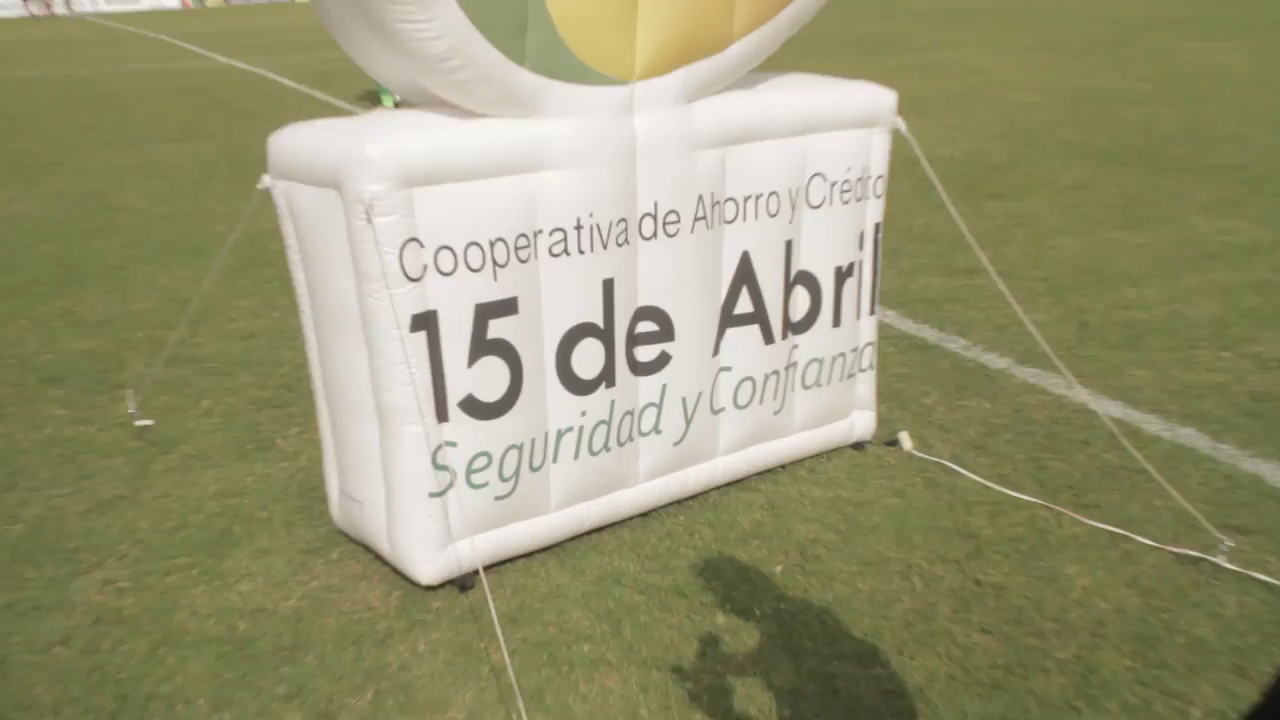 Cooperativa de Ahorro y Crédito
15 de Abril
Seguridad y Confianza